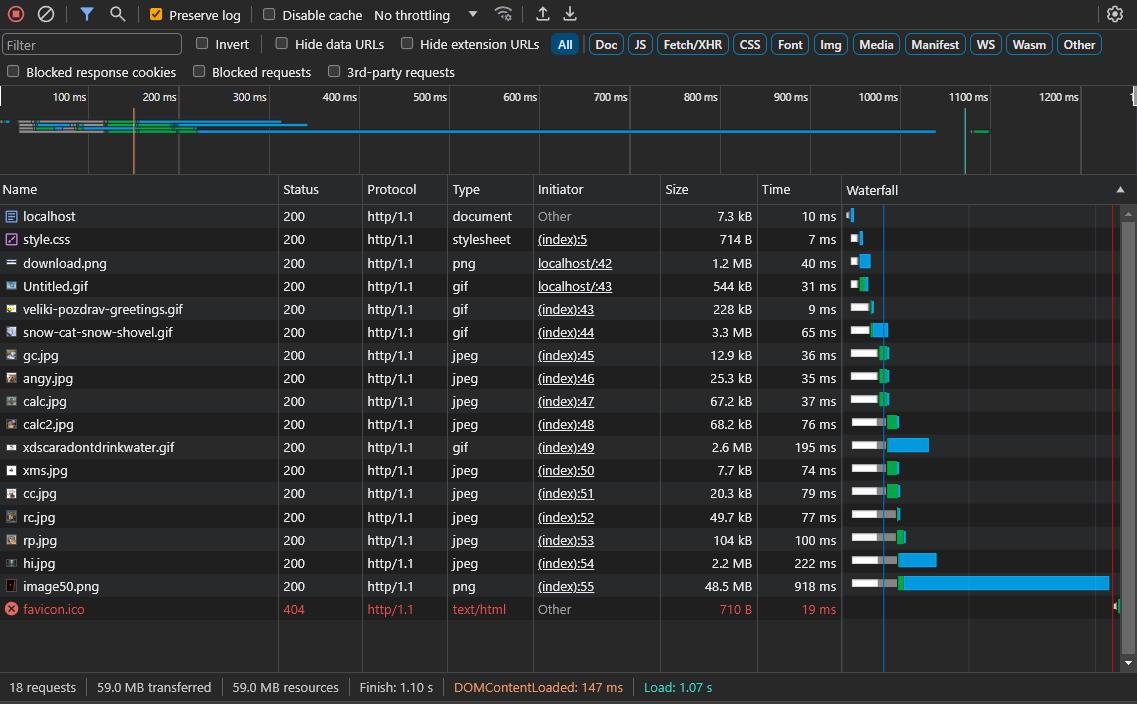 Preserve log Disable cache No throttling
Filter Invert Hide data URLs Hide extension URLs All Doc JS Fetch/XHR CSS Font Img Media Manifest WS Wasm Other
Blocked response cookies Blocked requests 3rd-party requests
100 ms 200 ms 300 ms 400 ms 500 ms 600 ms 700 ms 800 ms 900 ms 1000 ms 1100 ms 1200 ms
Name Status Protocol Type Initiator Size Time Waterfall
localhost 200 http/1.1 document Other 7.3 kB 10 ms
style.css 200 http/1.1 stylesheet (index):5 714 B 7 ms
download.png 200 http/1.1 png localhost/:42 1.2 MB 40 ms
Untitled.gif 200 http/1.1 gif localhost/:43 544 kB 31 ms
veliki-pozdrav-greetings.gif 200 http/1.1 gif (index):43 228 kB 9 ms
snow-cat-snow-shovel.gif 200 http/1.1 gif (index):44 3.3 MB 65 ms
gc.jpg 200 http/1.1 jpeg (index):45 12.9 kB 36 ms
angy.jpg 200 http/1.1 jpeg (index):46 25.3 kB 35 ms
calc.jpg 200 http/1.1 jpeg (index):47 67.2 kB 37 ms
calc2.jpg 200 http/1.1 jpeg (index):48 68.2 kB 76 ms
xdscaradontdrinkwater.gif 200 http/1.1 gif (index):49 2.6 MB 195 ms
xms.jpg 200 http/1.1 jpeg (index):50 7.7 kB 74 ms
cc.jpg 200 http/1.1 jpeg (index):51 20.3 kB 79 ms
rc.jpg 200 http/1.1 jpeg (index):52 49.7 kB 77 ms
rp.jpg 200 http/1.1 jpeg (index):53 104 kB 100 ms
hi.jpg 200 http/1.1 jpeg (index):54 2.2 MB 222 ms
image50.png 200 http/1.1 png (index):55 48.5 MB 918 ms
favicon.ico 404 http/1.1 text/html Other 710 B 19 ms
18 requests 59.0 MB transferred 59.0 MB resources Finish: 1.10 s DOMContentLoaded: 147 ms Load: 1.07 s